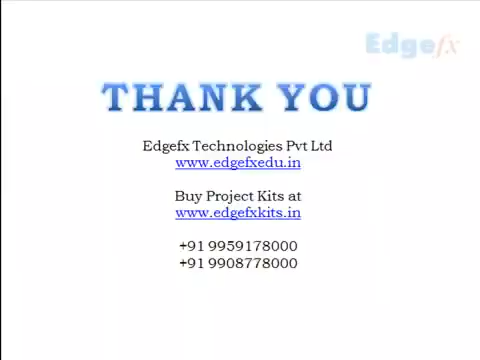 Edgefx
THANK YOU
Edgefx Technologies Pvt Ltd
www.edgefxedu.in
Buy Project Kits at
www.edgefxkits.in
+91 9959178000
+91 9908778000